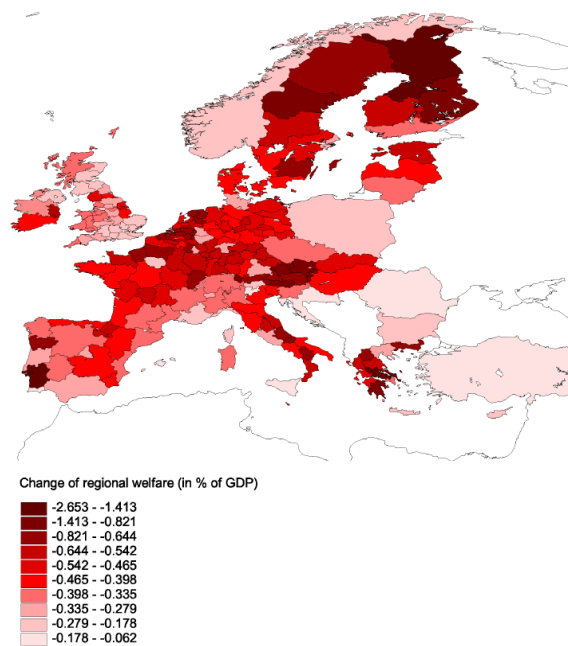 Change of regional welfare (in % of GDP)
-2.653 - -1.413
-1.413 - -0.821
-0.821 - -0.644
-0.644 - -0.542
-0.542 - -0.465
-0.465 - -0.398
-0.398 - -0.335
-0.335 - -0.279
-0.279 - -0.178
-0.178 - -0.062